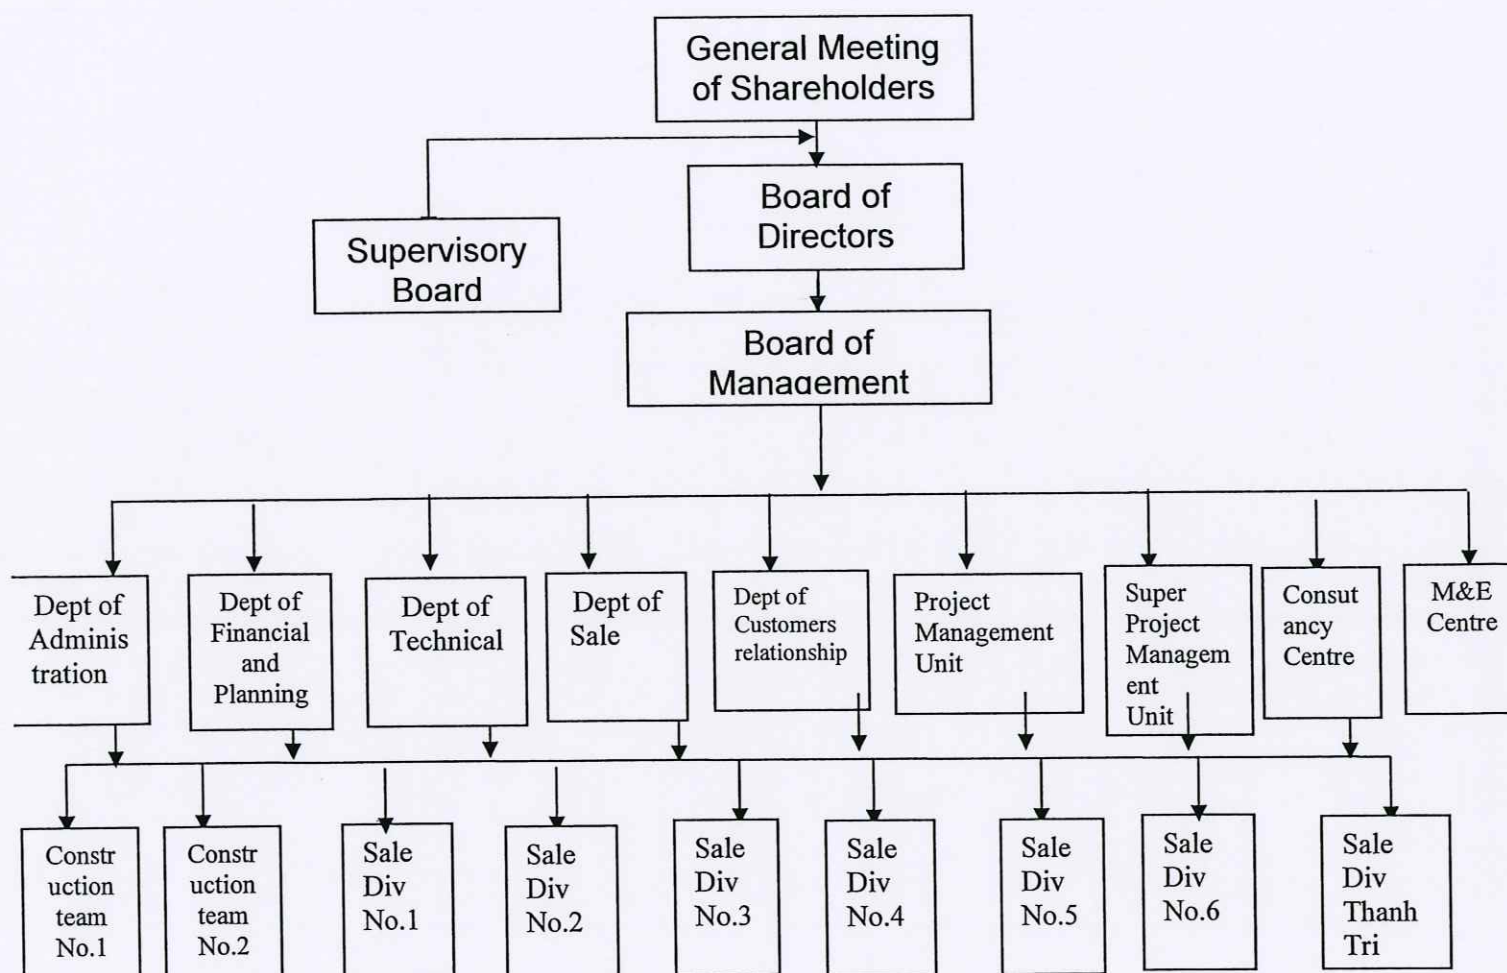 General Meeting
of Shareholders
Board of
Directors
Supervisory
Board
Board of
Management
Dept of
Adminis
tration
Dept of
Financial
and
Planning
Dept of
Technical
Dept of
Sale
Dept of
Customers
relationship
Project
Management
Unit
Super
Project
Managem
ent
Unit
Consut
ancy
Centre
M&E
Centre
Constr
uction
team
No.1
Constr
uction
team
No.2
Sale
Div
No.1
Sale
Div
No.2
Sale
Div
No.3
Sale
Div
No.4
Sale
Div
No.5
Sale
Div
No.6
Sale
Div
Thanh
Tri